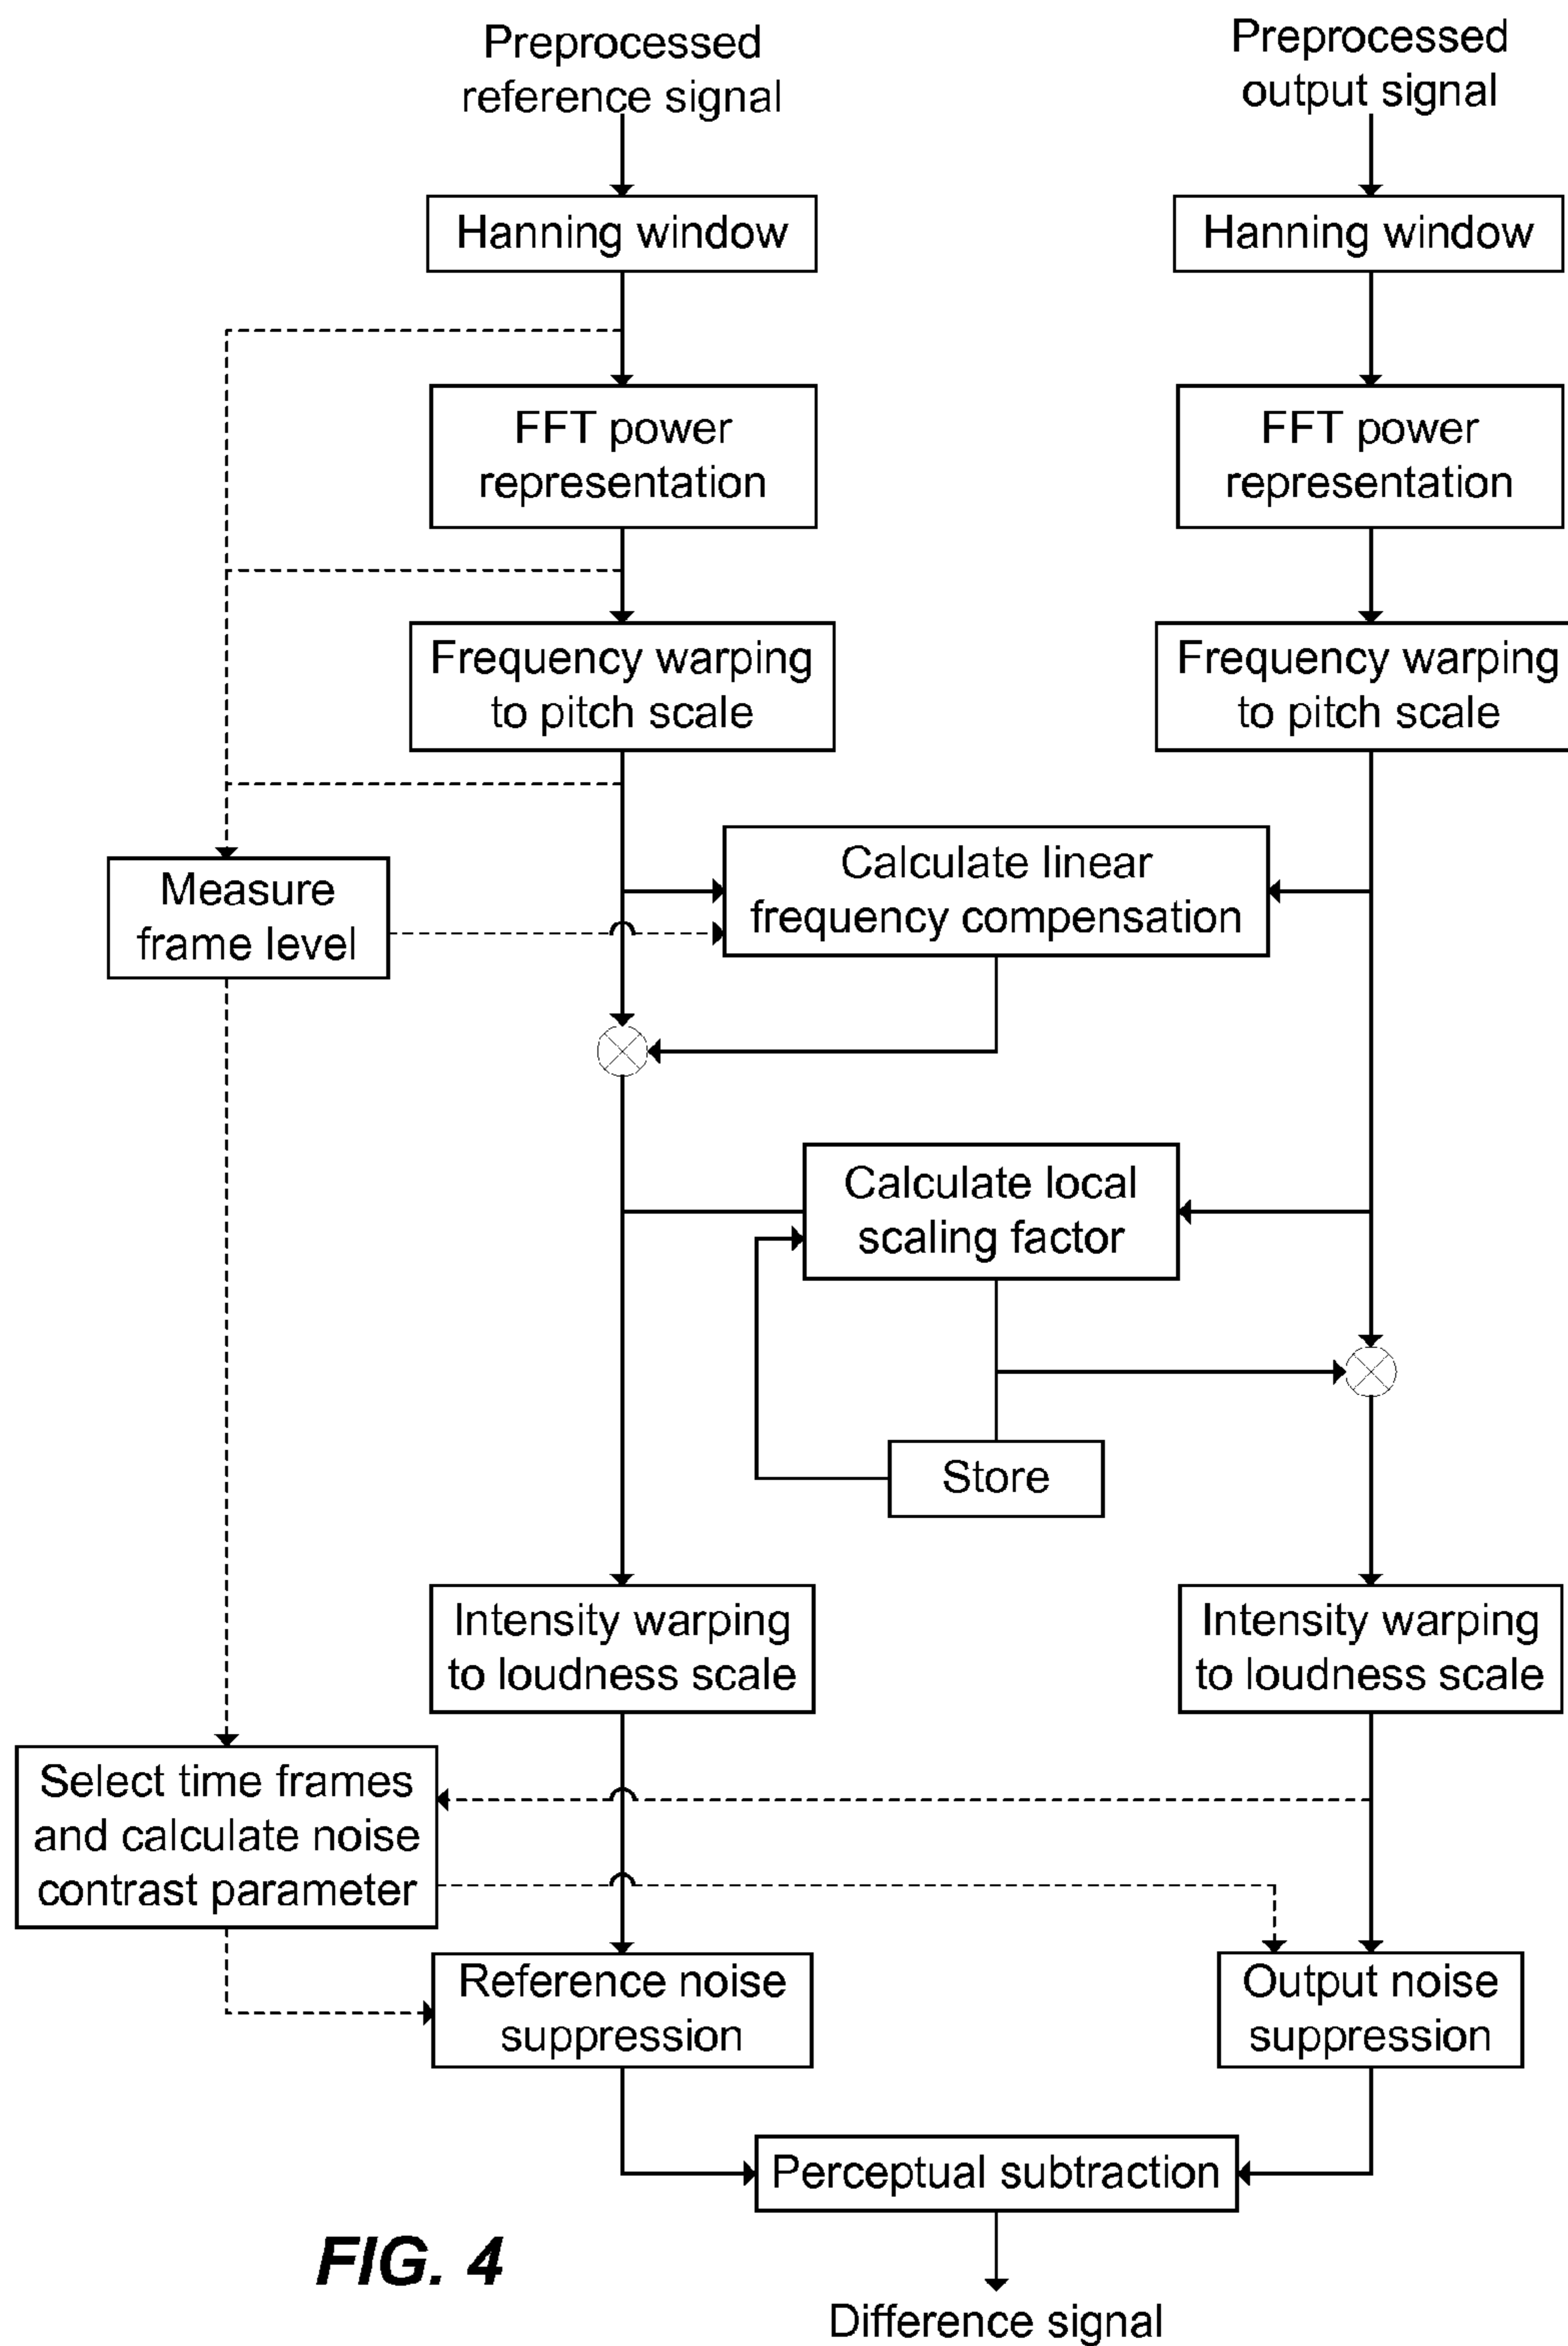 Preprocessed
reference signal
Preprocessed
output signal
Hanning window
Hanning window
FFT power
representation
FFT power
representation
Frequency warping
to pitch scale
Frequency warping
to pitch scale
Calculate linear
frequency compensation
Measure
frame level
Calculate local
scaling factor
Store
Intensity warping
to loudness scale
Intensity warping
to loudness scale
Select time frames
and calculate noise
contrast parameter
Reference noise
suppression
Output noise
suppression
Perceptual subtraction
FIG. 4
Difference signal